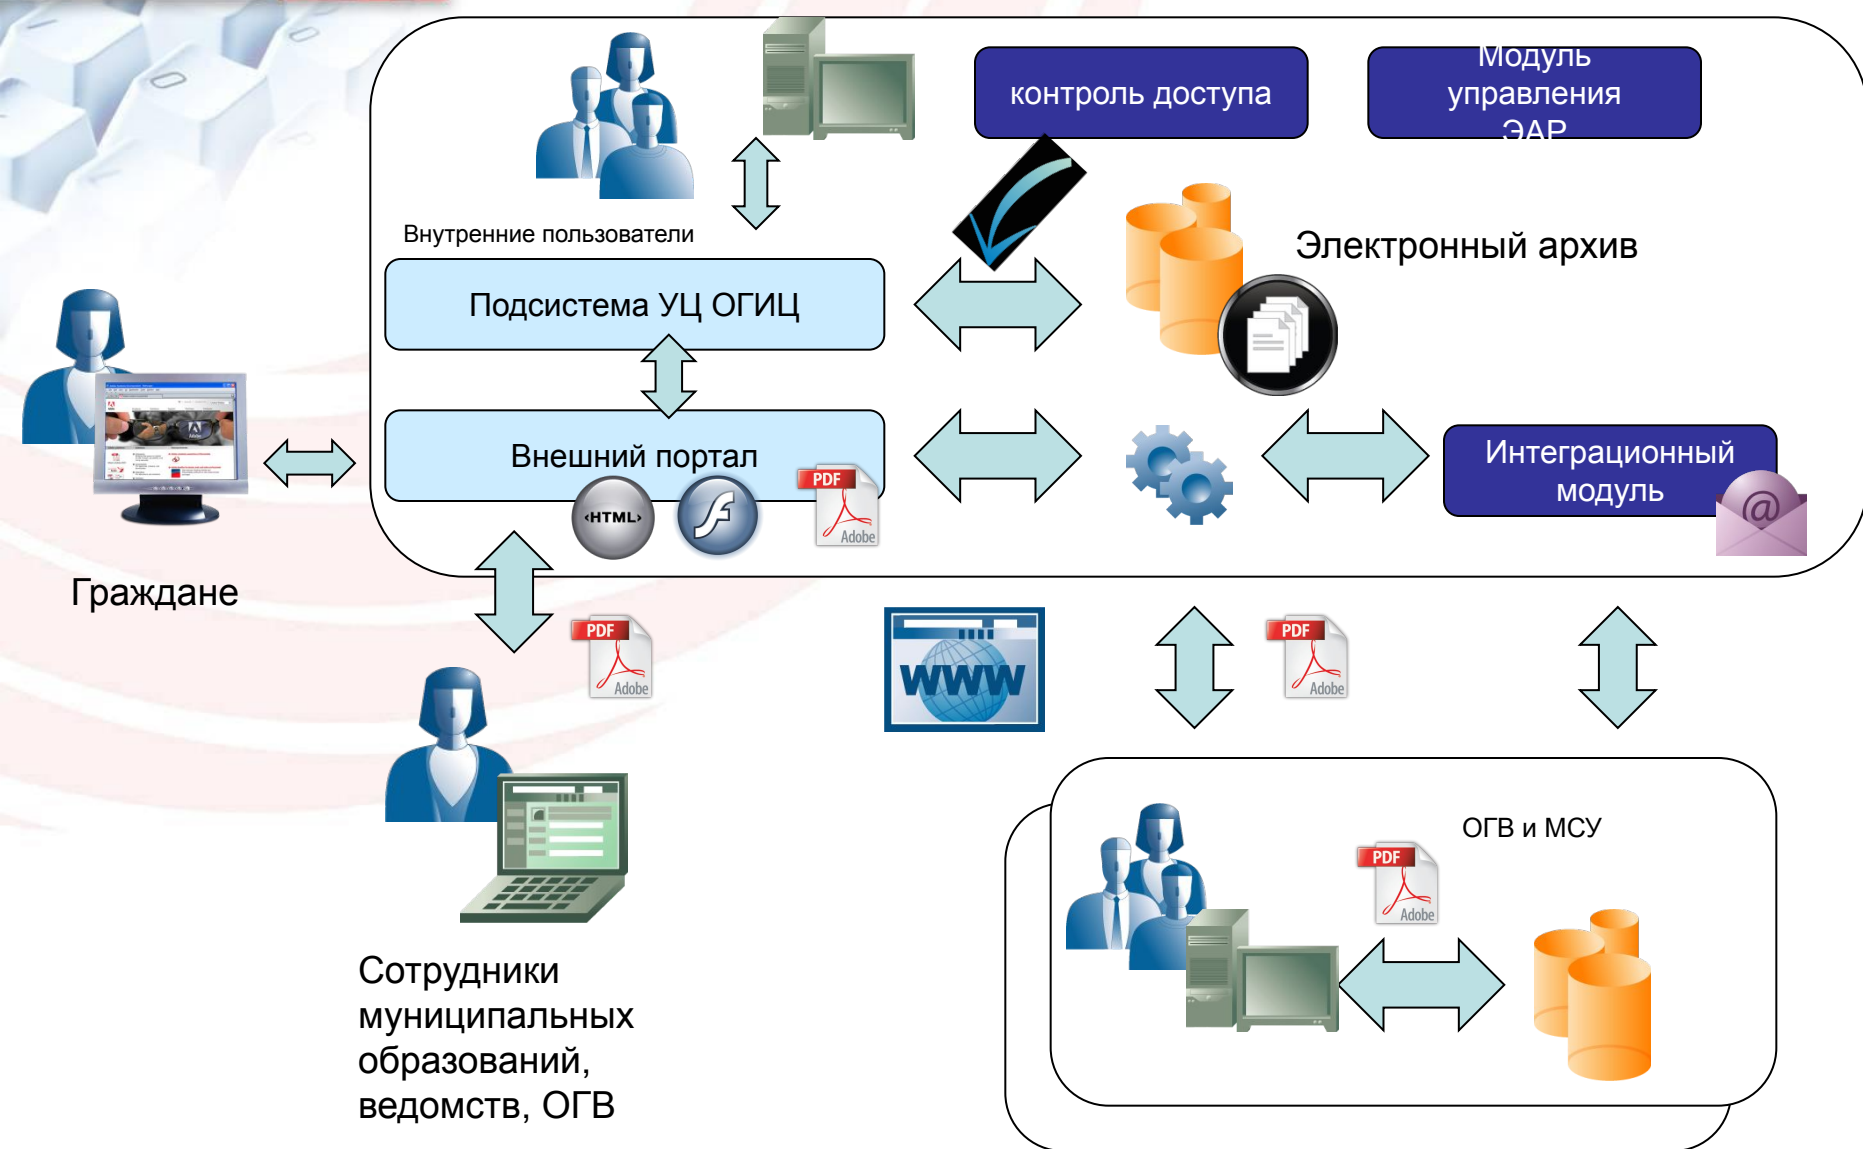 контроль доступа
Модуль
управления
ЭАР
Внутренние пользователи
Электронный архив
Подсистема УЦ ОГИЦ
Внешний портал
PDF
Adobe
<HTML>
Интеграционный
модуль
@
Граждане
PDF
Adobe
WWW
PDF
Adobe
ОГВ и МСУ
PDF
Adobe
Сотрудники
муниципальных
образований,
ведомств, ОГВ